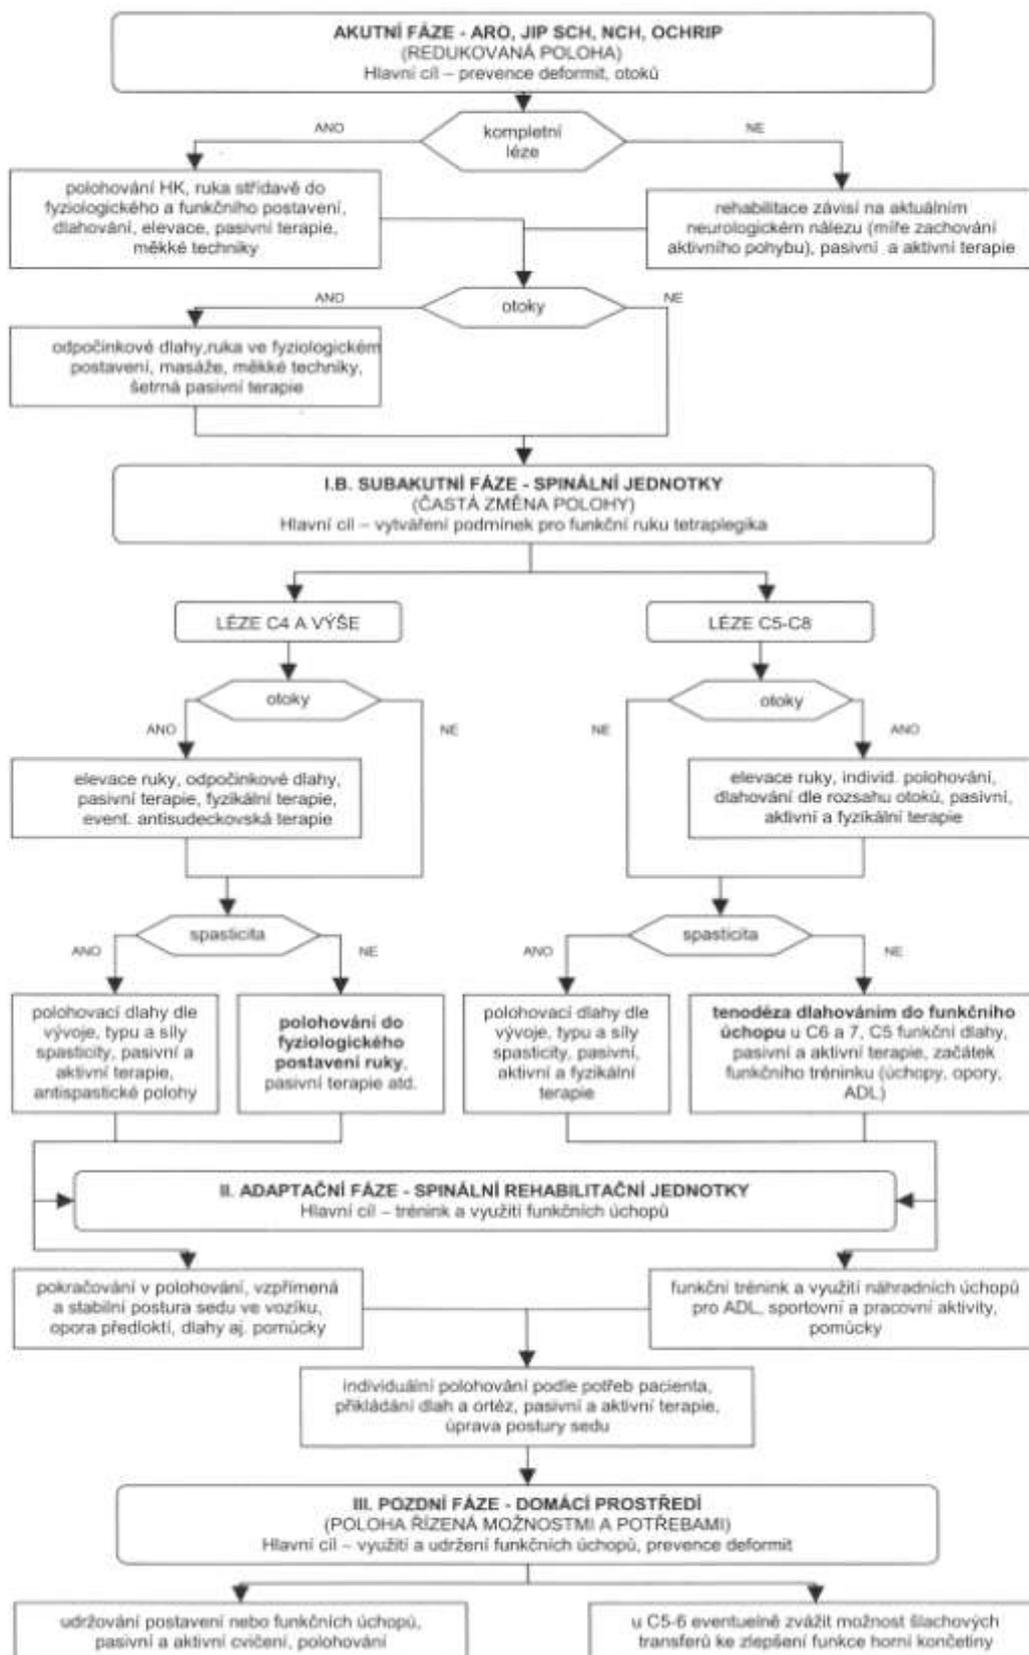 AKUTNÍ FÁZE - ARO, JIP SCH, NCH, OCHRIP
(REDUKOVANÁ POLOHA)
Hlavní cíl – prevence deformit, otoků
ANO
kompletní
léze
NE
polohování HK, ruka střídavě do
fyziologického a funkčního postavení,
dlahování, elevace, pasivní terapie,
měkké techniky
rehabilitace závisí na aktuálním
neurologickém nálezu (míře zachování
aktivního pohybu), pasivní a aktivní terapie
AND
otoky
NE
odpočinkové dlahy,ruka ve fyziologickém
postavení, masáže, měkké techniky,
šetrná pasivní terapie
I.B. SUBAKUTNÍ FÁZE - SPINÁLNÍ JEDNOTKY
(ČASTÁ ZMĚNA POLOHY)
Hlavní cíl – vytváření podmínek pro funkční ruku tetraplegika
LÉZE C4 A VÝŠE
LÉZE C5-C8
otoky
ANO
NE
otoky
NE
ANO
elevace ruky, odpočinkové dlahy,
pasivní terapie, fyzikální terapie,
event. antisudeckovská terapie
elevace ruky, individ. polohování,
dlahování dle rozsahu otoků, pasivní,
aktivní a fyzikální terapie
spasticita
ANO
NE
spasticita
ANO
NE
polohovací dlahy dle
vývoje, typu a síly
spasticity, pasivní a
aktivní terapie,
antispastické polohy
polohování do
fyziologického
postavení ruky,
pasivní terapie atd.
polohovací dlahy dle
vývoje, typu a síly
spasticity, pasivní,
aktivní a fyzikální
terapie
tenodéza dlahováním do funkčního
úchopu u C6 a 7, C5 funkční dlahy,
pasivní a aktivní terapie, začátek
funkčního tréninku (úchopy, opory,
ADL)
II. ADAPTAČNÍ FÁZE - SPINÁLNÍ REHABILITAČNÍ JEDNOTKY
Hlavní cíl – trénink a využití funkčních úchopů
pokračování v polohování, vzpřímená
a stabilní postura sedu ve vozíku,
opora předloktí, dlahy aj. pomůcky
funkční trénink a využití náhradních úchopů
pro ADL, sportovní a pracovní aktivity,
pomůcky
individuální polohování podle potřeb pacienta,
přikládání dlah a ortéz, pasivní a aktivní terapie,
úprava postury sedu
III. POZDNÍ FÁZE - DOMÁCÍ PROSTŘEDÍ
(POLOHA ŘÍZENÁ MOŽNOSTMI A POTŘEBAMI)
Hlavní cíl – využití a udržení funkčních úchopů, prevence deformit
udržování postavení nebo funkčních úchopů,
pasivní a aktivní cvičení, polohování
u C5-6 eventuelně zvážit možnost šlachových
transferů ke zlepšení funkce horní končetiny